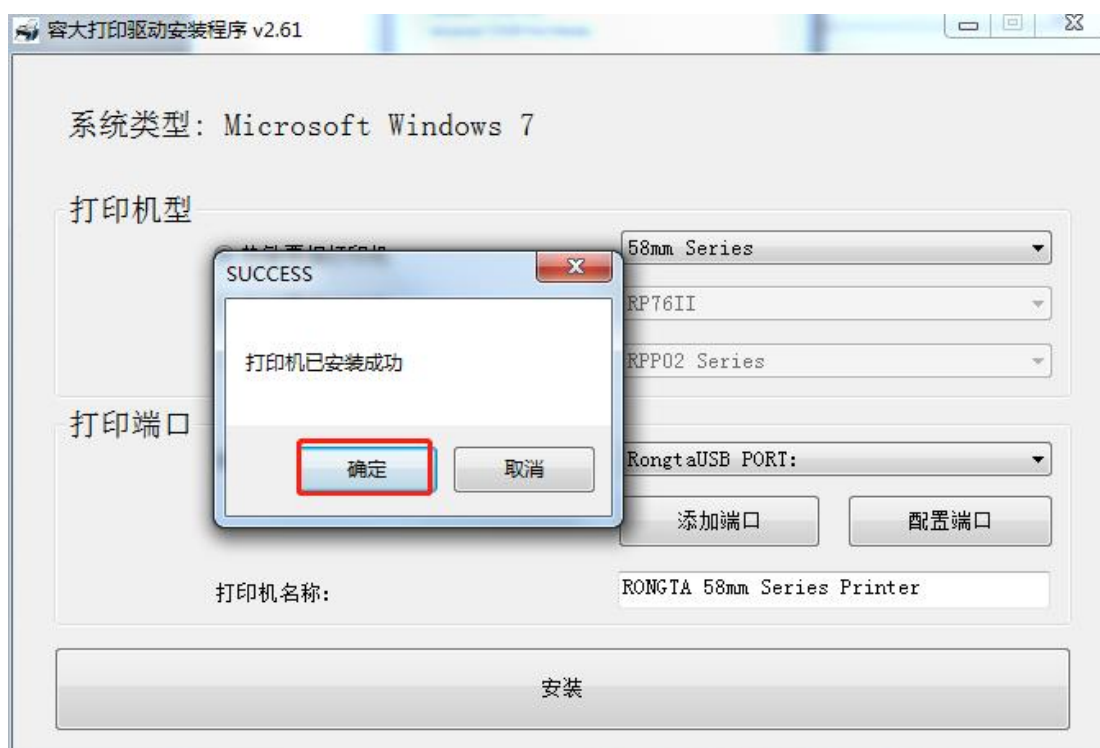 容大打印驱动安装程序 v2.61
系统类型: Microsoft Windows 7
打印机型
58mm Series
SUCCESS
RP76II
打印机已安装成功
RPP02 Series
打印端口
确定
取消
RongtaUSB PORT:
添加端口
配置端口
打印机名称:
RONGTA 58mm Series Printer
安装